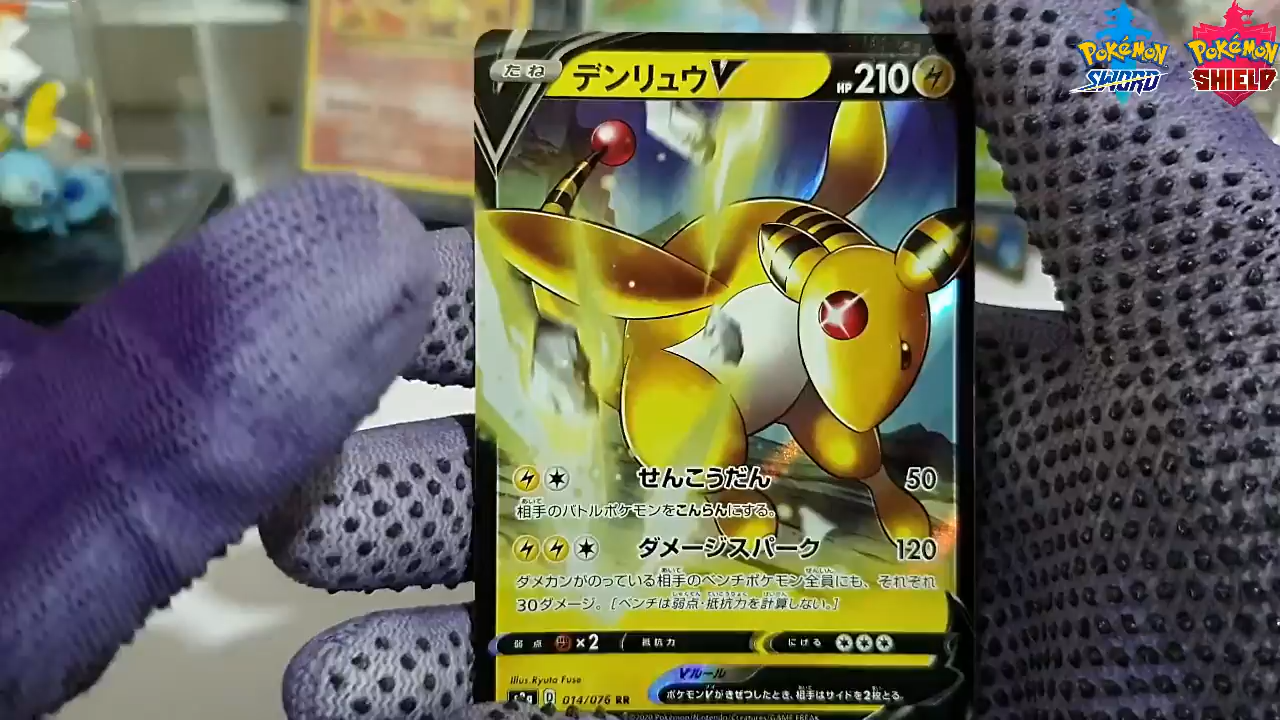 Pokémon SWORD
Pokémon SHIELD
たね デンリュウV HP 210
せんこうだん 50
相手のバトルポケモンをこんらんにする。
ダメージスパーク 120
ダメカンがのっている相手のベンチポケモン全員にも、それぞれ
30ダメージ。[ベンチは弱点・抵抗力を計算しない。]
弱点 ×2 抵抗力 にげる
Illus. Ryuta Fuse
Vルール
D 014/076 RR
ポケモンVがきぜつしたとき、相手はサイドを2枚とる。
©2020 Pokémon/Nintendo/Creatures/GAME FREAK